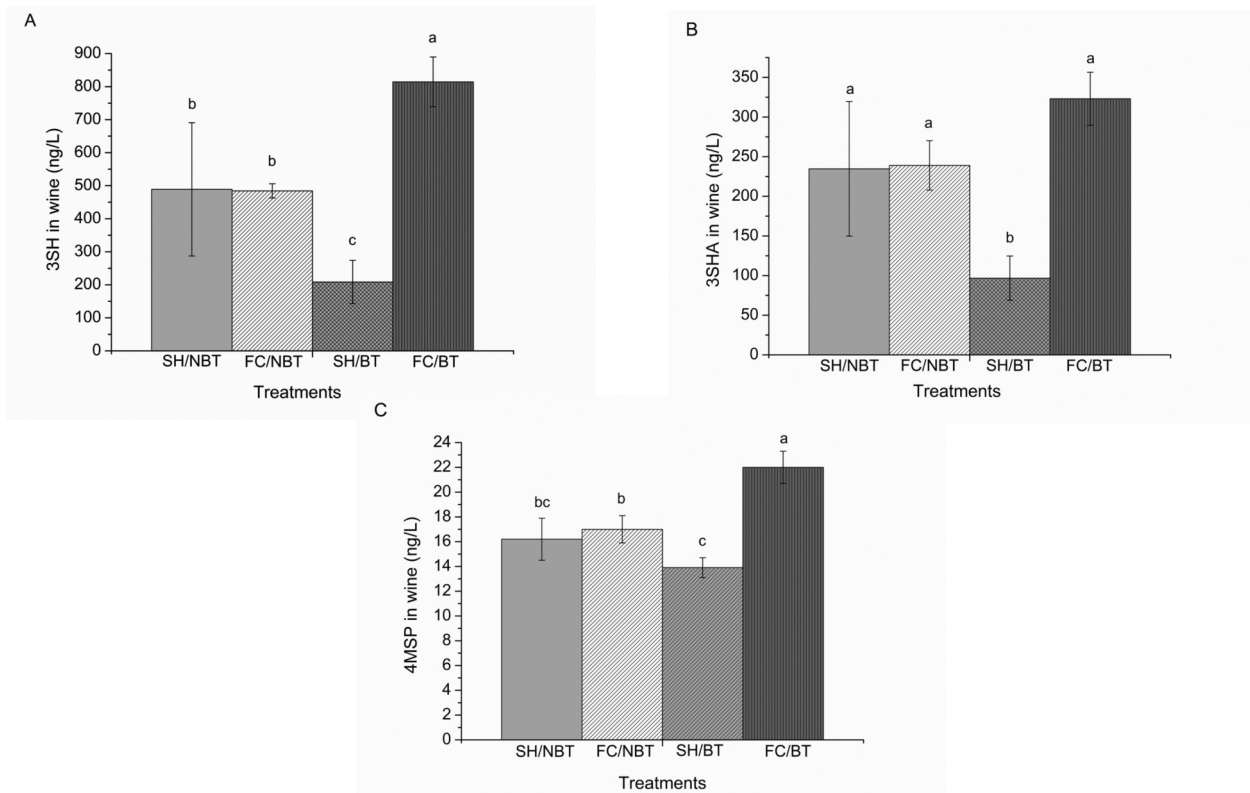 A
3SH in wine (ng/L)
900
800
700
600
500
400
300
200
100
0
b
b
c
a
SH/NBT FC/NBT SH/BT FC/BT
Treatments
B
3SHA in wine (ng/L)
350
300
250
200
150
100
50
0
a
a
b
a
SH/NBT FC/NBT SH/BT FC/BT
Treatments
C
4MSP in wine (ng/L)
24
22
20
18
16
14
12
10
8
6
4
2
0
bc
b
c
a
SH/NBT FC/NBT SH/BT FC/BT
Treatments